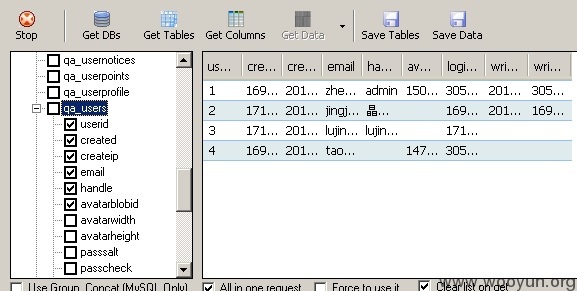 Stop Get DBs Get Tables Get Columns Get Data Save Tables Save Data
qa_usernotices
qa_userpoints
qa_userprofile
qa_users
userid
created
createip
email
handle
avatarblobid
avatarwidth
avatarheight
passsalt
passcheck
us... cre... cre... email ha... av... logi... wri... wri...
1 169... 201... zhe... admin 150... 305... 201... 305...
2 171... 201... jingj... 晶... 169... 201... 169...
3 171... 201... lujin... lujin... 171...
4 169... 201... tao... 147... 305...
Use Group_Concat (MySQL Only) All in one request Force to use it Clear list on get
www.wooyun.org